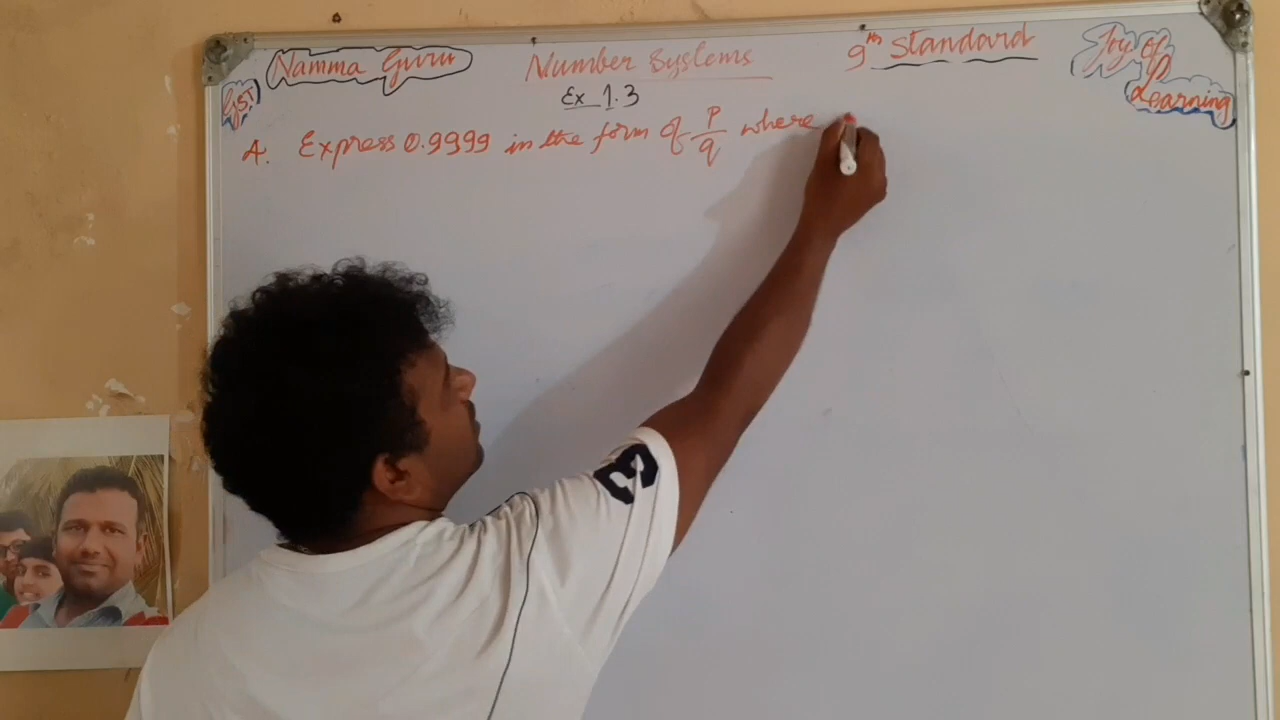 Namma Guru Number Systems 9th Standard Joy of Learning
Ex 1.3
4. Express 0.9999 in the form of p/q where
3